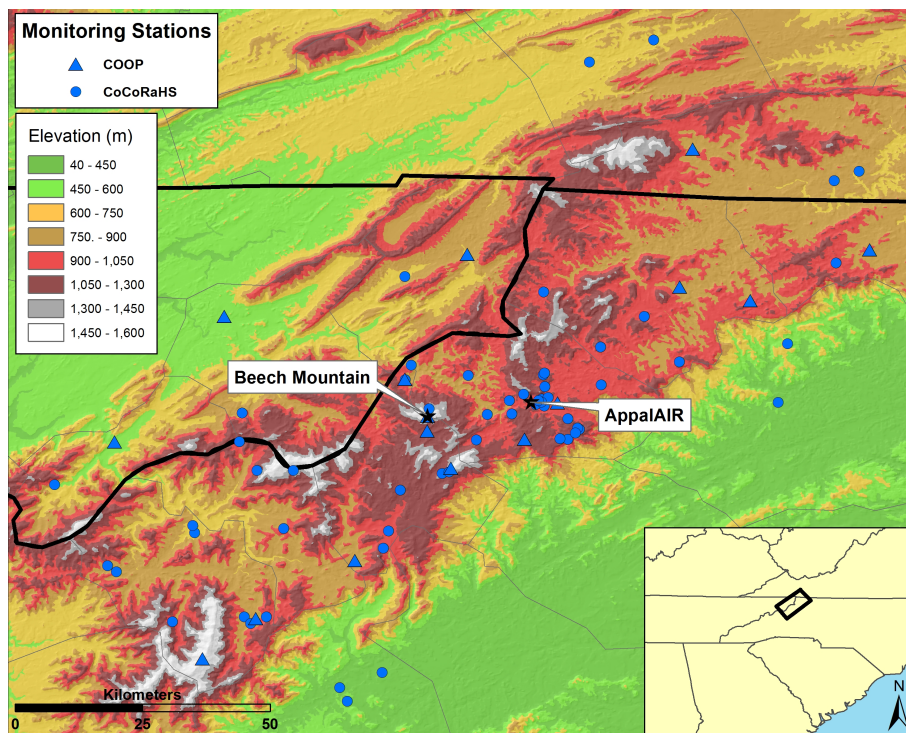 Monitoring Stations
COOP
CoCoRaHS
Elevation (m)
40 - 450
450 - 600
600 - 750
750. - 900
900 - 1,050
1,050 - 1,300
1,300 - 1,450
1,450 - 1,600
Beech Mountain
AppalAIR
Kilometers
0 25 50
N